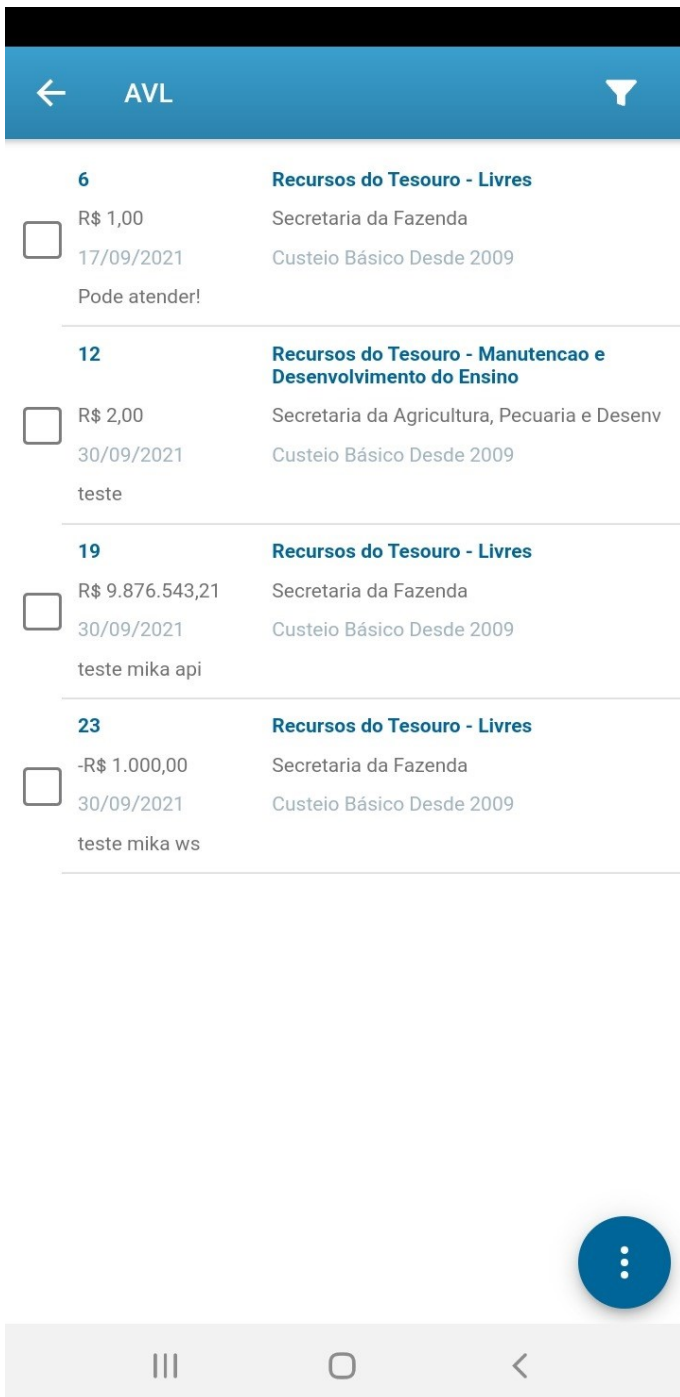 AVL
6 Recursos do Tesouro - Livres
R$ 1,00 Secretaria da Fazenda
17/09/2021 Custeio Básico Desde 2009
Pode atender!
12 Recursos do Tesouro - Manutencao e
Desenvolvimento do Ensino
R$ 2,00 Secretaria da Agricultura, Pecuaria e Desenv
30/09/2021 Custeio Básico Desde 2009
teste
19 Recursos do Tesouro - Livres
R$ 9.876.543,21 Secretaria da Fazenda
30/09/2021 Custeio Básico Desde 2009
teste mika api
23 Recursos do Tesouro - Livres
-R$ 1.000,00 Secretaria da Fazenda
30/09/2021 Custeio Básico Desde 2009
teste mika ws